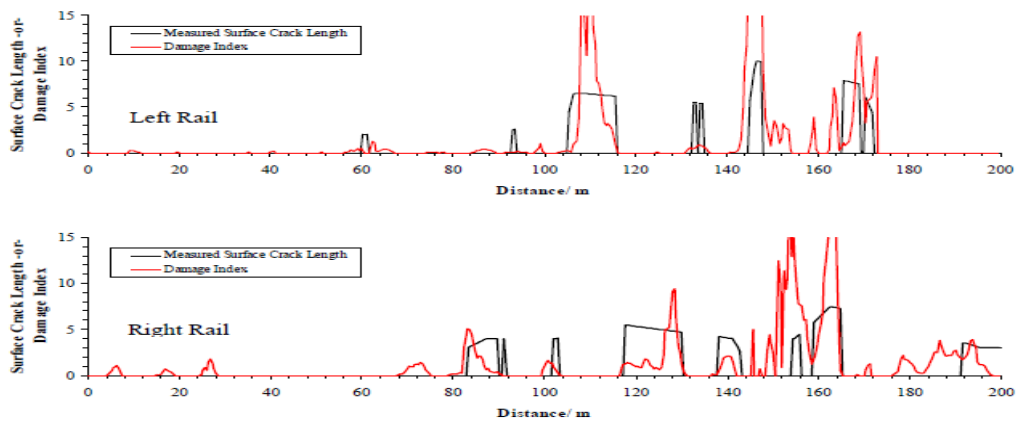 Surface Crack Length -or-
Damage Index
15
10
5
0
Measured Surface Crack Length
Damage Index
Left Rail
0 20 40 60 80 100 120 140 160 180 200
Distance/ m
Surface Crack Length -or-
Damage Index
15
10
5
0
Measured Surface Crack Length
Damage Index
Right Rail
0 20 40 60 80 100 120 140 160 180 200
Distance/ m